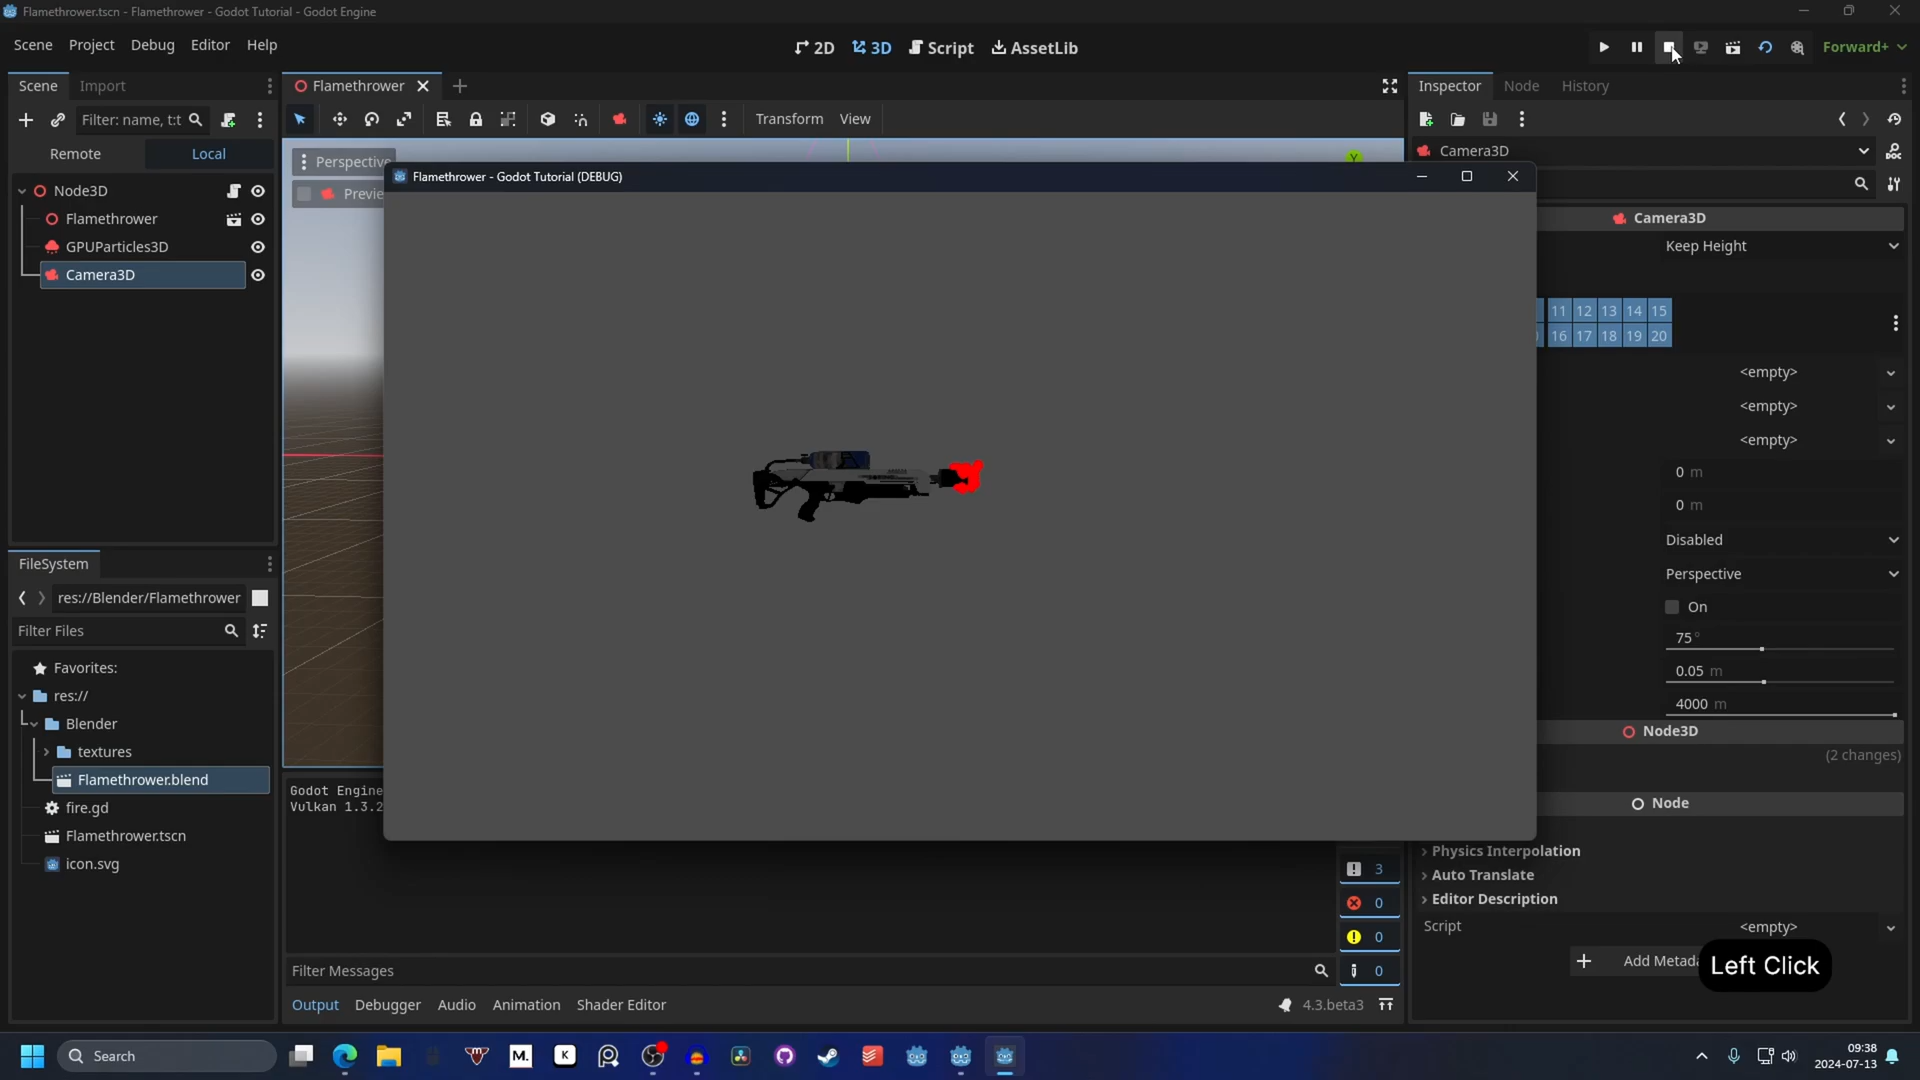 Flamethrower.tscn - Flamethrower - Godot Tutorial - Godot Engine
Scene Project Debug Editor Help
2D 3D Script AssetLib
Forward+
Scene Import
Flamethrower
Inspector Node History
Filter: name, t:t
Transform View
Remote Local
Perspective
Camera3D
Node3D
Flamethrower
GPUParticles3D
Camera3D
Previe
Flamethrower - Godot Tutorial (DEBUG)
Y
Camera3D
Keep Height
11 12 13 14 15
16 17 18 19 20
<empty>
<empty>
<empty>
0 m
0 m
Disabled
Perspective
On
75 °
0.05 m
4000 m
Node3D
(2 changes)
Node
Physics Interpolation
Auto Translate
Editor Description
Script <empty>
Add Metada
Left Click
FileSystem
res://Blender/Flamethrower
Filter Files
Favorites:
res://
Blender
textures
Flamethrower.blend
fire.gd
Flamethrower.tscn
icon.svg
Godot Engine
Vulkan 1.3.2
3
0
0
0
Filter Messages
Output Debugger Audio Animation Shader Editor
4.3.beta3
Search
M.
K
09:38
2024-07-13